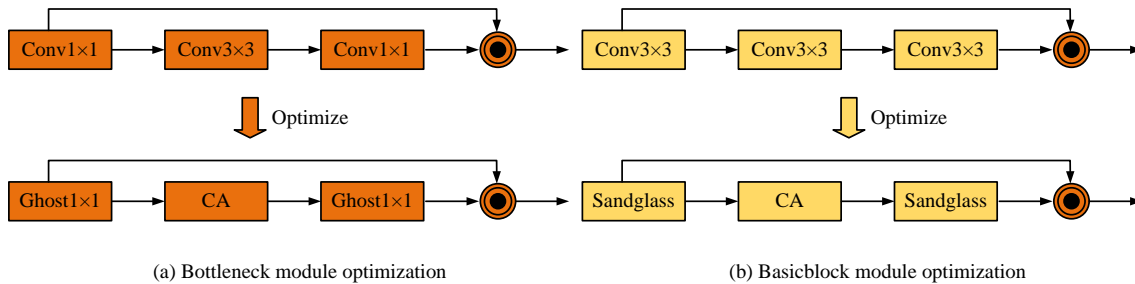 Conv1×1 Conv3×3 Conv1×1 Conv3×3 Conv3×3 Conv3×3
Optimize Optimize
Ghost1×1 CA Ghost1×1 Sandglass CA Sandglass
(a) Bottleneck module optimization (b) Basicblock module optimization